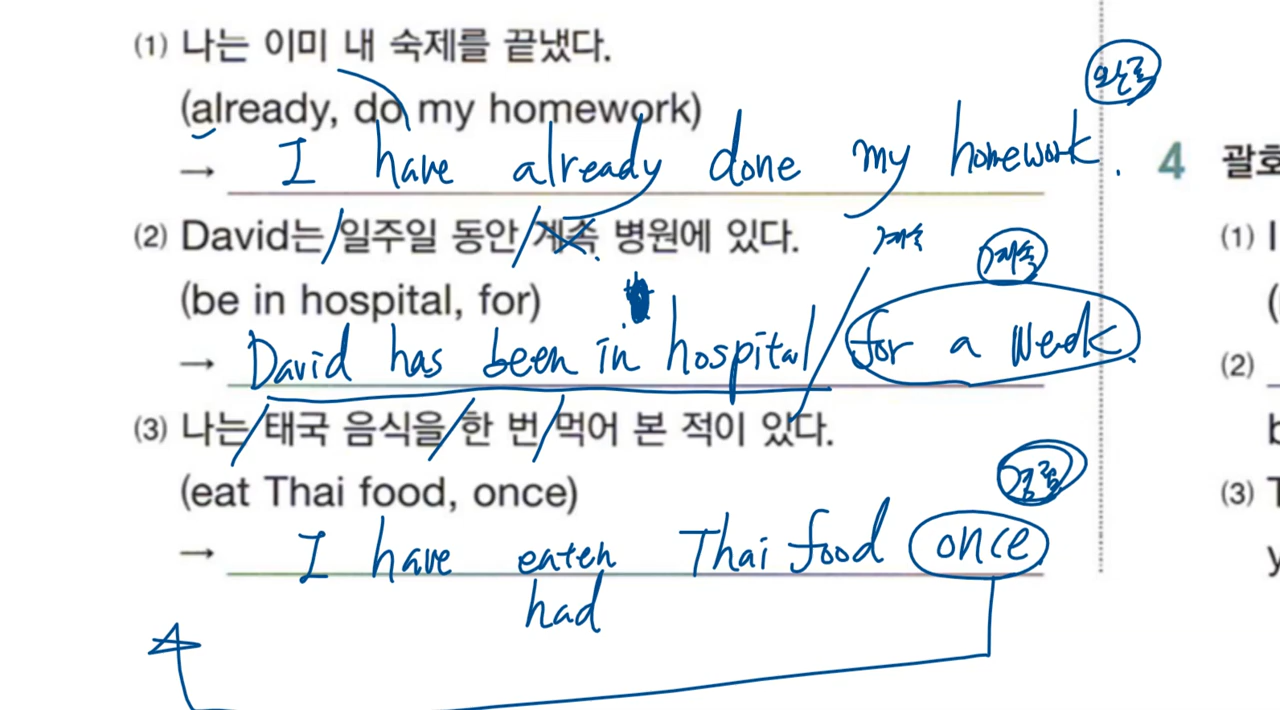 (1) 나는 이미 내 숙제를 끝냈다.
완료
(already, do my homework)
→ I have already done my homework.
4 괄호
(2) David는/일주일 동안/계속 병원에 있다.
계속
계속
(1) I
(be in hospital, for)
→ David has been in hospital for a week.
(2)
(3) 나는/태국 음식을/한 번/먹어 본 적이 있다.
경험
(eat Thai food, once)
(3) T
→ I have eaten Thai food once
had
y